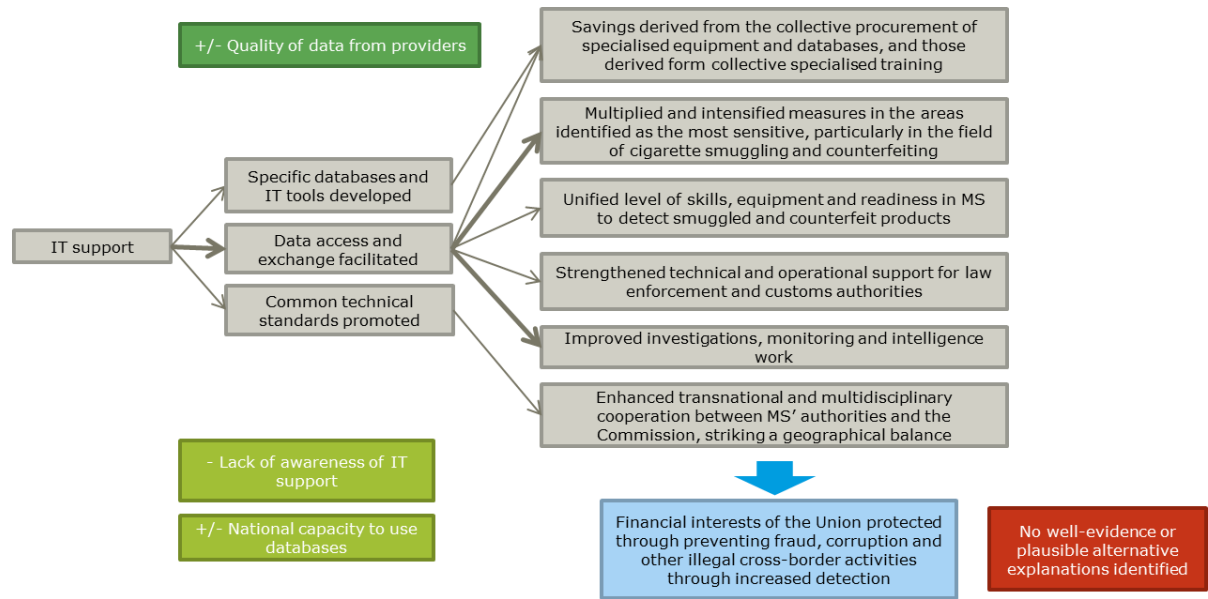 +/- Quality of data from providers
Savings derived from the collective procurement of
specialised equipment and databases, and those
derived form collective specialised training
Multiplied and intensified measures in the areas
identified as the most sensitive, particularly in the field
of cigarette smuggling and counterfeiting
Specific databases and
IT tools developed
Unified level of skills, equipment and readiness in MS
to detect smuggled and counterfeit products
IT support
Data access and
exchange facilitated
Strengthened technical and operational support for law
enforcement and customs authorities
Common technical
standards promoted
Improved investigations, monitoring and intelligence
work
Enhanced transnational and multidisciplinary
cooperation between MS’ authorities and the
Commission, striking a geographical balance
- Lack of awareness of IT
support
+/- National capacity to use
databases
Financial interests of the Union protected
through preventing fraud, corruption and
other illegal cross-border activities
through increased detection
No well-evidence or
plausible alternative
explanations identified